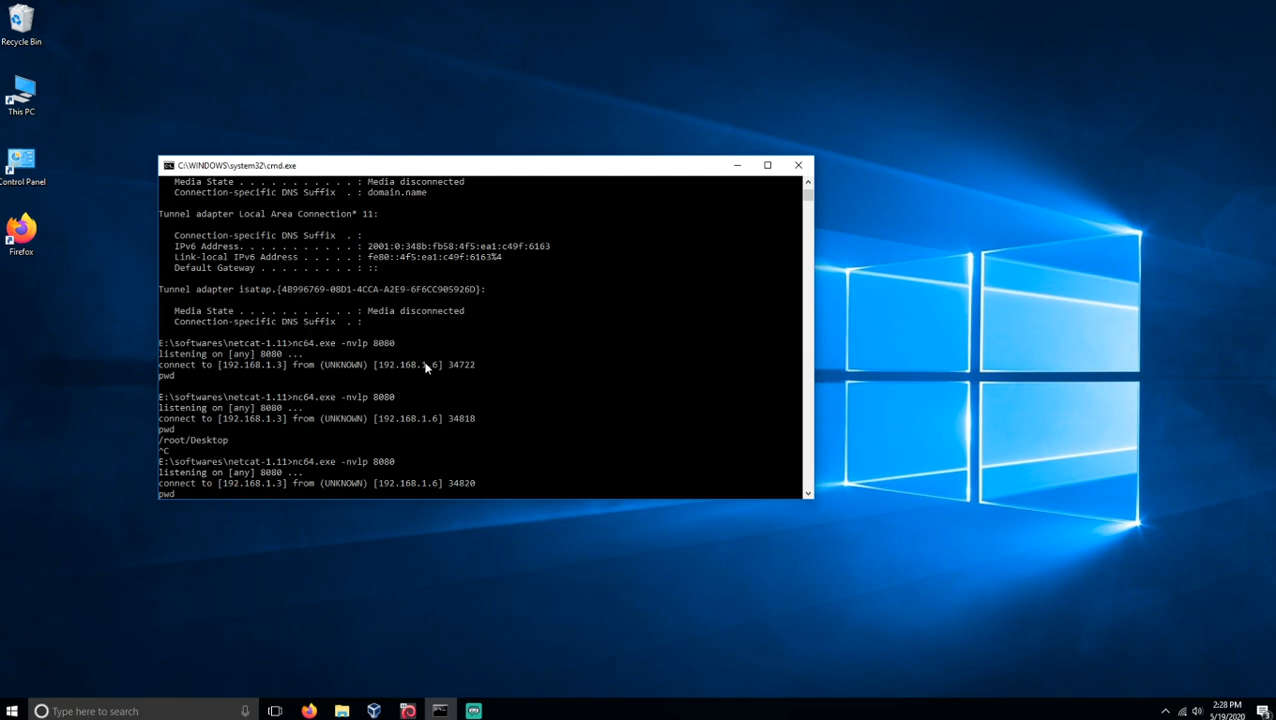 Recycle Bin
This PC
Control Panel
Firefox
C:\WINDOWS\system32\cmd.exe
Media State . . . . . . . . . . . : Media disconnected
Connection-specific DNS Suffix  . : domain.name
Tunnel adapter Local Area Connection* 11:
Connection-specific DNS Suffix  . :
IPv6 Address. . . . . . . . . . . : 2001:0:348b:fb58:4f5:ea1:c49f:6163
Link-local IPv6 Address . . . . . : fe80::4f5:ea1:c49f:6163%4
Default Gateway . . . . . . . . . : ::
Tunnel adapter isatap.{4B996769-08D1-4CCA-A2E9-6F6CC905926D}:
Media State . . . . . . . . . . . : Media disconnected
Connection-specific DNS Suffix  . :
E:\softwares\netcat-1.11>nc64.exe -nvlp 8080
listening on [any] 8080 ...
connect to [192.168.1.3] from (UNKNOWN) [192.168.1.6] 34722
pwd
E:\softwares\netcat-1.11>nc64.exe -nvlp 8080
listening on [any] 8080 ...
connect to [192.168.1.3] from (UNKNOWN) [192.168.1.6] 34818
pwd
/root/Desktop
^C
E:\softwares\netcat-1.11>nc64.exe -nvlp 8080
listening on [any] 8080 ...
connect to [192.168.1.3] from (UNKNOWN) [192.168.1.6] 34820
pwd
Type here to search
2:28 PM
5/19/2020